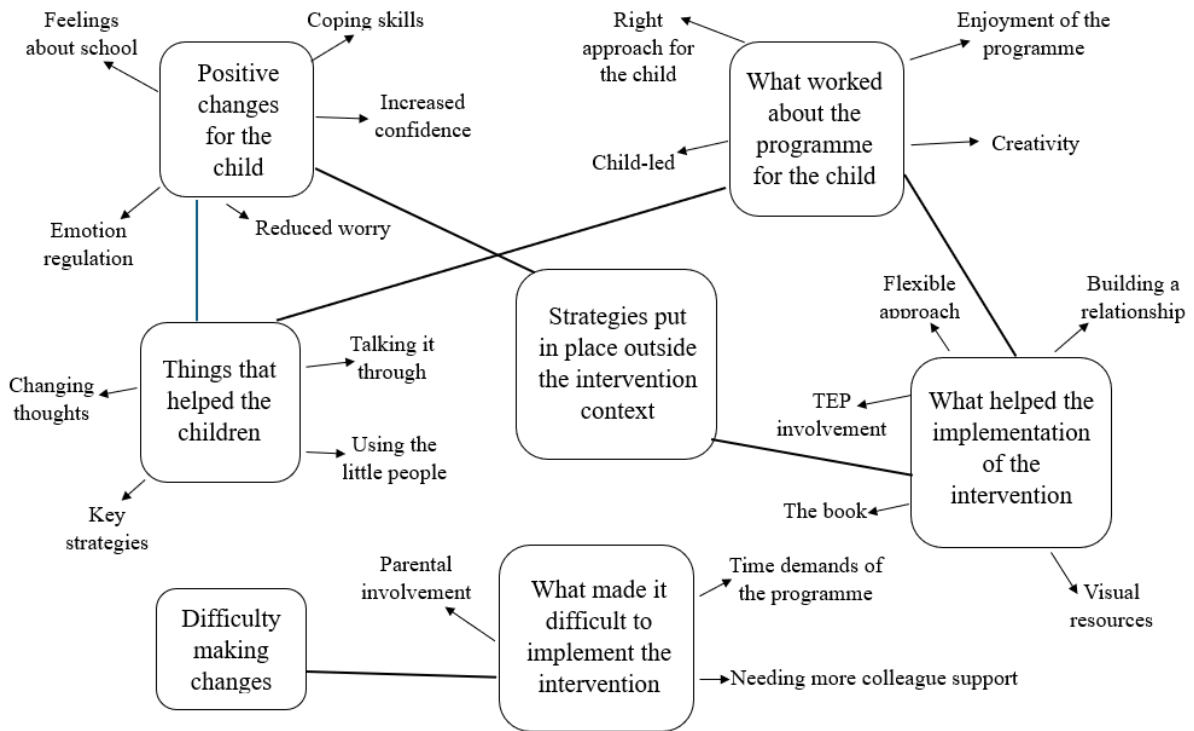 Feelings
about school
Coping skills
Positive
changes
for the
child
Increased
confidence
Emotion
regulation
Reduced worry
Right
approach for
the child
Enjoyment of the
programme
What worked
about the
programme
for the child
Child-led
Creativity
Strategies put
in place outside
the intervention
context
Flexible
approach
Building a
relationship
Things that
helped the
children
Talking it
through
Changing
thoughts
Using the
little people
Key
strategies
TEP
involvement
What helped the
implementation
of the
intervention
The book
Visual
resources
Parental
involvement
What made it
difficult to
implement the
intervention
Time demands of
the programme
Difficulty
making
changes
Needing more colleague support